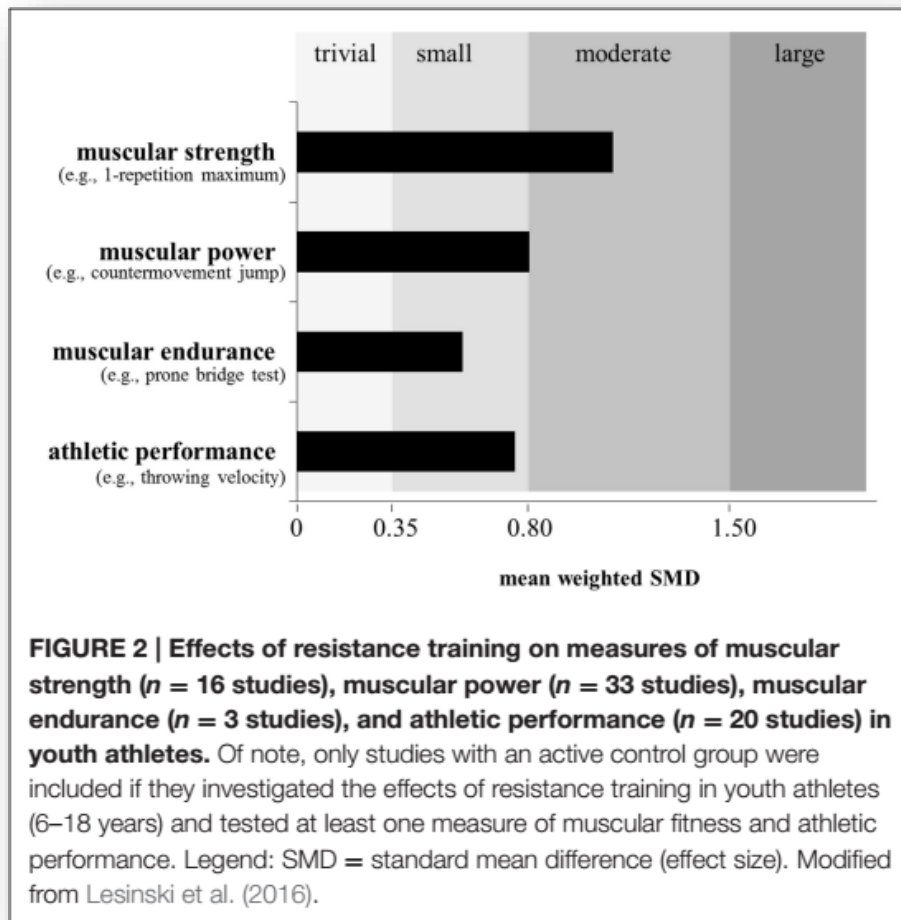 trivial small moderate large
muscular strength
(e.g., 1-repetition maximum)
muscular power
(e.g., countermovement jump)
muscular endurance
(e.g., prone bridge test)
athletic performance
(e.g., throwing velocity)
0 0.35 0.80 1.50
mean weighted SMD
FIGURE 2 | Effects of resistance training on measures of muscular
strength (n = 16 studies), muscular power (n = 33 studies), muscular
endurance (n = 3 studies), and athletic performance (n = 20 studies) in
youth athletes. Of note, only studies with an active control group were
included if they investigated the effects of resistance training in youth athletes
(6–18 years) and tested at least one measure of muscular fitness and athletic
performance. Legend: SMD = standard mean difference (effect size). Modified
from Lesinski et al. (2016).